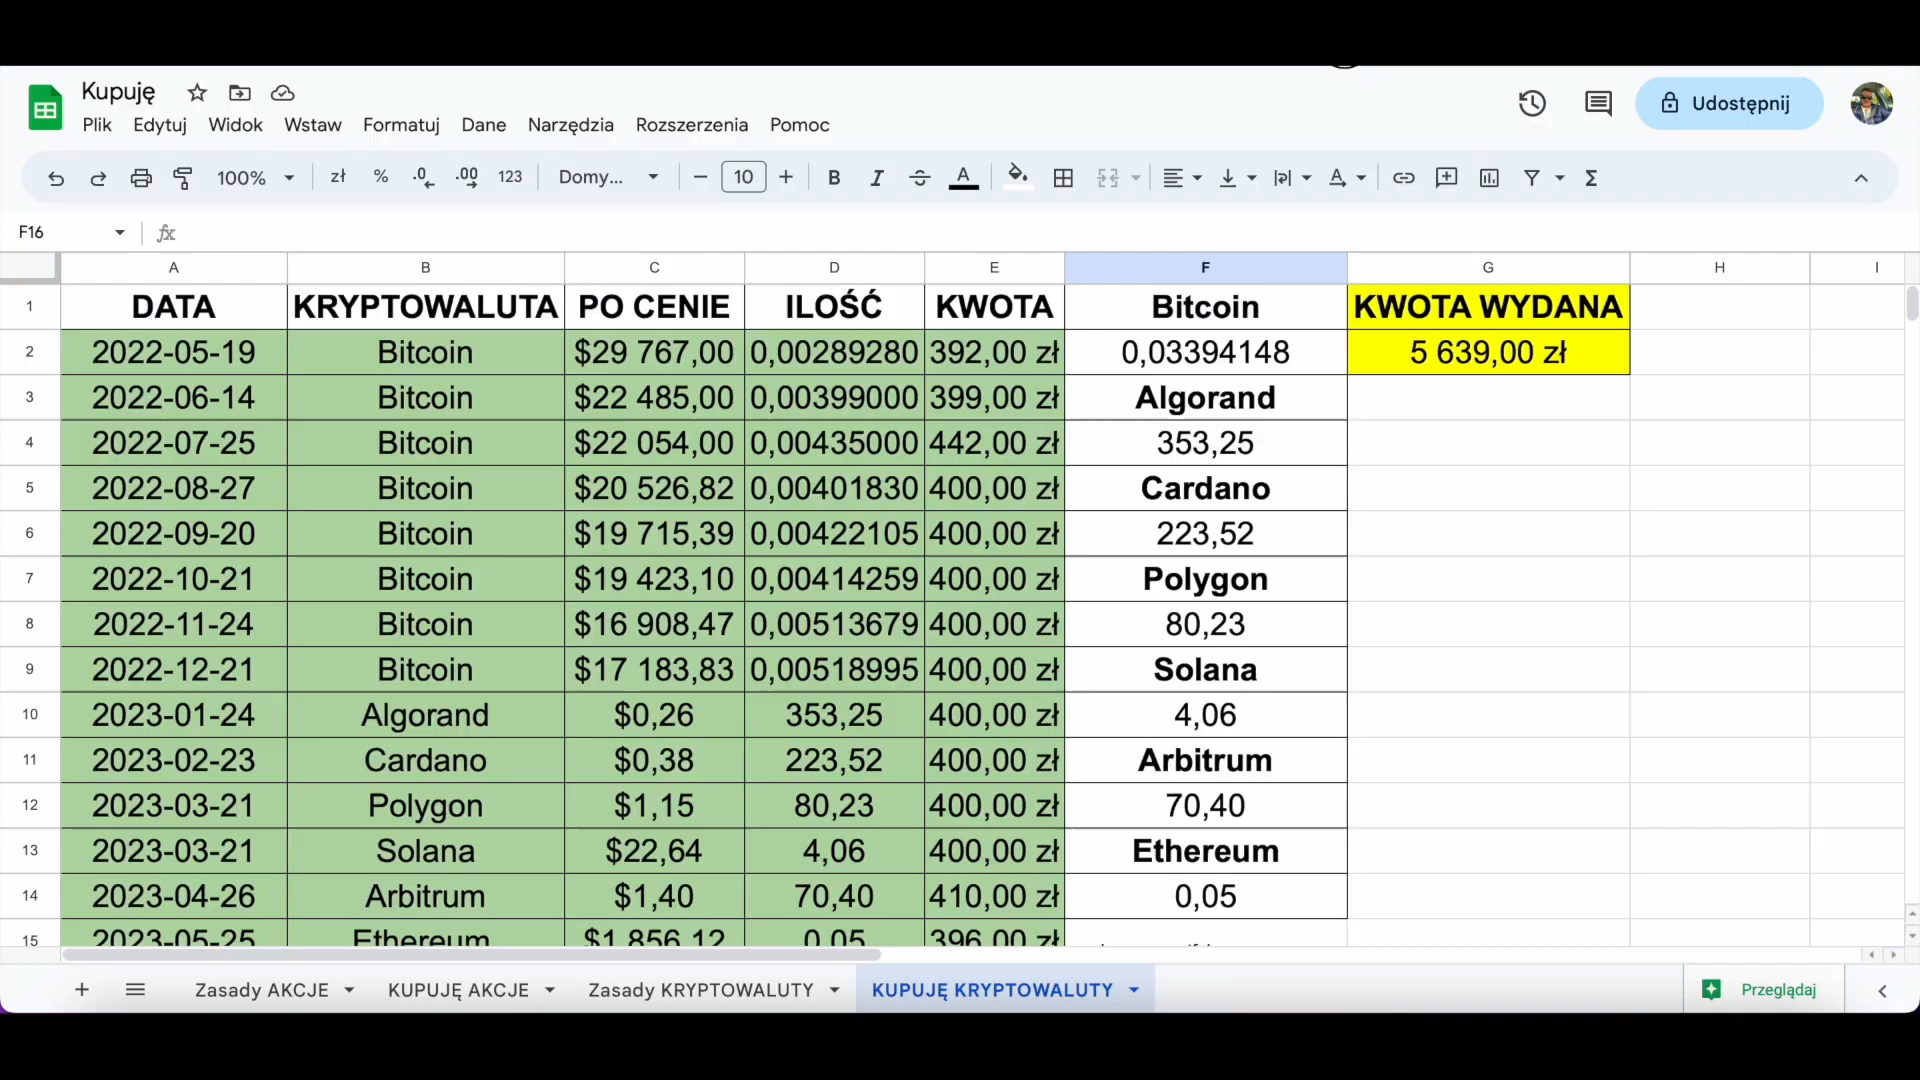 Kupuję
Plik Edytuj Widok Wstaw Formatuj Dane Narzędzia Rozszerzenia Pomoc
Udostępnij
100% zł % .0 .00 123 Domy... 10 B I A
F16 fx
A B C D E F G H I
1 DATA KRYPTOWALUTA PO CENIE ILOŚĆ KWOTA Bitcoin KWOTA WYDANA
2 2022-05-19 Bitcoin $29 767,00 0,00289280 392,00 zł 0,03394148 5 639,00 zł
3 2022-06-14 Bitcoin $22 485,00 0,00399000 399,00 zł Algorand
4 2022-07-25 Bitcoin $22 054,00 0,00435000 442,00 zł 353,25
5 2022-08-27 Bitcoin $20 526,82 0,00401830 400,00 zł Cardano
6 2022-09-20 Bitcoin $19 715,39 0,00422105 400,00 zł 223,52
7 2022-10-21 Bitcoin $19 423,10 0,00414259 400,00 zł Polygon
8 2022-11-24 Bitcoin $16 908,47 0,00513679 400,00 zł 80,23
9 2022-12-21 Bitcoin $17 183,83 0,00518995 400,00 zł Solana
10 2023-01-24 Algorand $0,26 353,25 400,00 zł 4,06
11 2023-02-23 Cardano $0,38 223,52 400,00 zł Arbitrum
12 2023-03-21 Polygon $1,15 80,23 400,00 zł 70,40
13 2023-03-21 Solana $22,64 4,06 400,00 zł Ethereum
14 2023-04-26 Arbitrum $1,40 70,40 410,00 zł 0,05
15 2023-05-25 Ethereum $1 856,12 0,05 396,00 zł
Zasady AKCJE KUPUJĘ AKCJE Zasady KRYPTOWALUTY KUPUJĘ KRYPTOWALUTY Przeglądaj